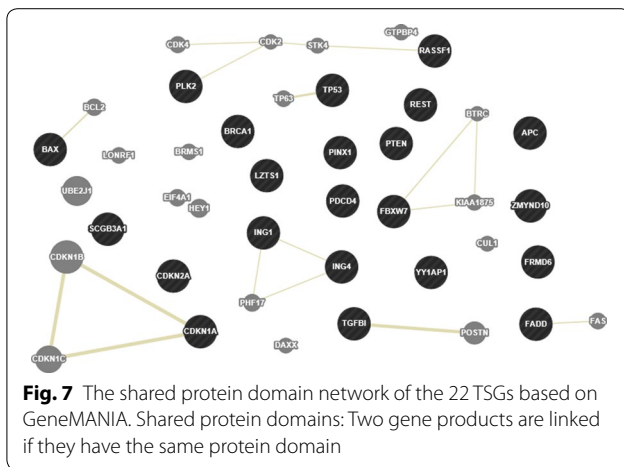 GTPBP4
CDK4
CDK2
STK4
RASSF1
PLK2
TP63
TP53
REST
BCL2
BTRC
BRCA1
APC
PTEN
BAX
LONRF1
BRMS1
PINX1
LZTS1
UBE2J1
EIF4A1
HEY1
PDCD4
FBXW7
KIAA1875
ZMYND10
SCGB3A1
ING1
CUL1
CDKN1B
CDKN2A
ING4
YY1AP1
FRMD6
PHF17
CDKN1A
TGFBI
POSTN
FADD
FAS
CDKN1C
DAXX
Fig. 7 The shared protein domain network of the 22 TSGs based on
GeneMANIA. Shared protein domains: Two gene products are linked
if they have the same protein domain